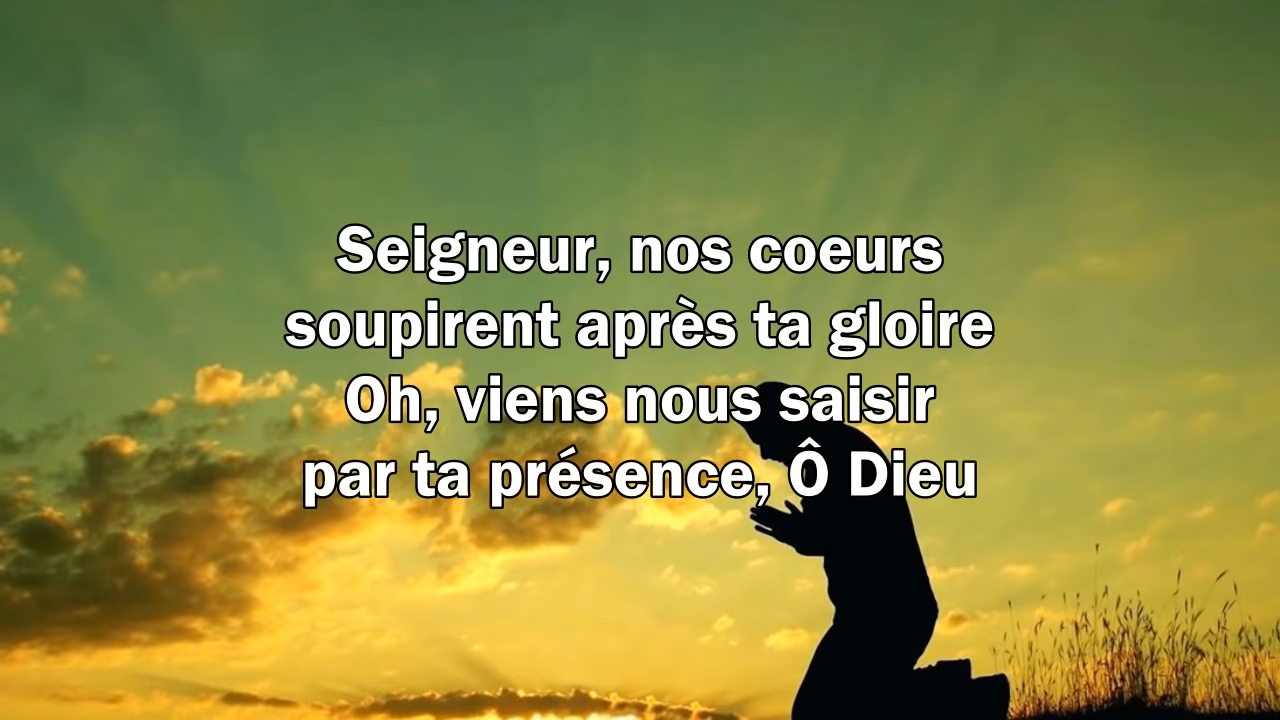 Seigneur, nos coeurs
soupirent après ta gloire
Oh, viens nous saisir
par ta présence, Ô Dieu